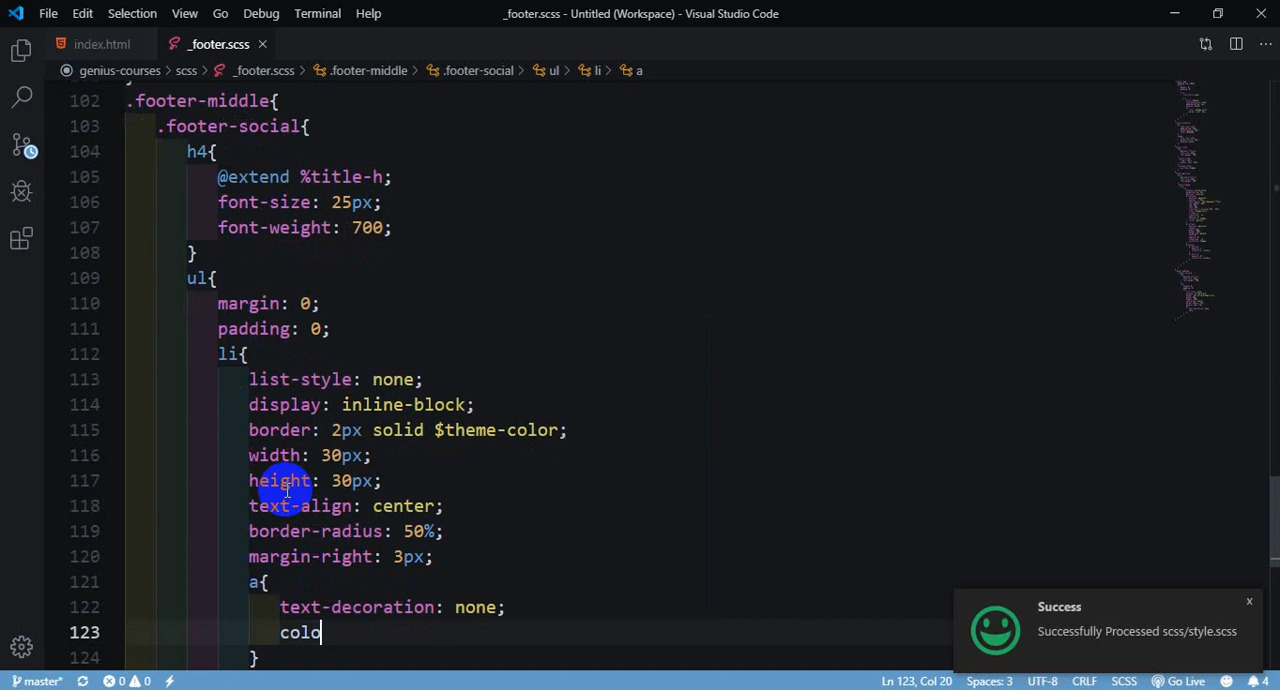 File Edit Selection View Go Debug Terminal Help _footer.scss - Untitled (Workspace) - Visual Studio Code
index.html _footer.scss
genius-courses > scss > _footer.scss > .footer-middle > .footer-social > ul > li > a
102 .footer-middle{
103 .footer-social{
104 h4{
105 @extend %title-h;
106 font-size: 25px;
107 font-weight: 700;
108 }
109 ul{
110 margin: 0;
111 padding: 0;
112 li{
113 list-style: none;
114 display: inline-block;
115 border: 2px solid $theme-color;
116 width: 30px;
117 height: 30px;
118 text-align: center;
119 border-radius: 50%;
120 margin-right: 3px;
121 a{
122 text-decoration: none;
123 colo
124 }
Success x
Successfully Processed scss/style.scss
master* 0 0 Ln 123, Col 20 Spaces: 3 UTF-8 CRLF SCSS Go Live 4